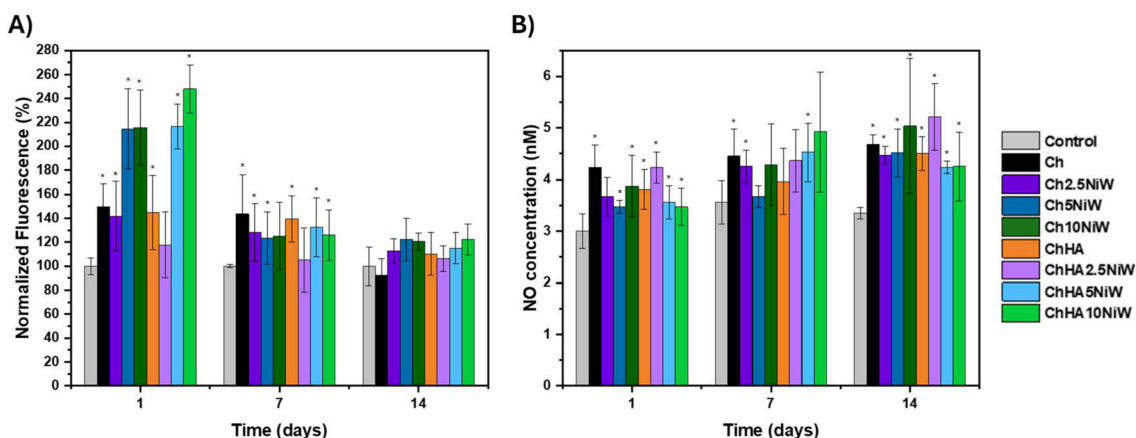 A)
280
260
240
220
200
180
160
140
120
100
80
60
40
20
0
Normalized Fluorescence (%)
* * * * * * *
* * * * * *
1 7 14
Time (days)
B)
6
5
4
3
2
1
0
NO concentration (nM)
* * * * * * *
* * *
* * * * * * * *
1 7 14
Time (days)
Control
Ch
Ch2.5NiW
Ch5NiW
Ch10NiW
ChHA
ChHA2.5NiW
ChHA5NiW
ChHA10NiW